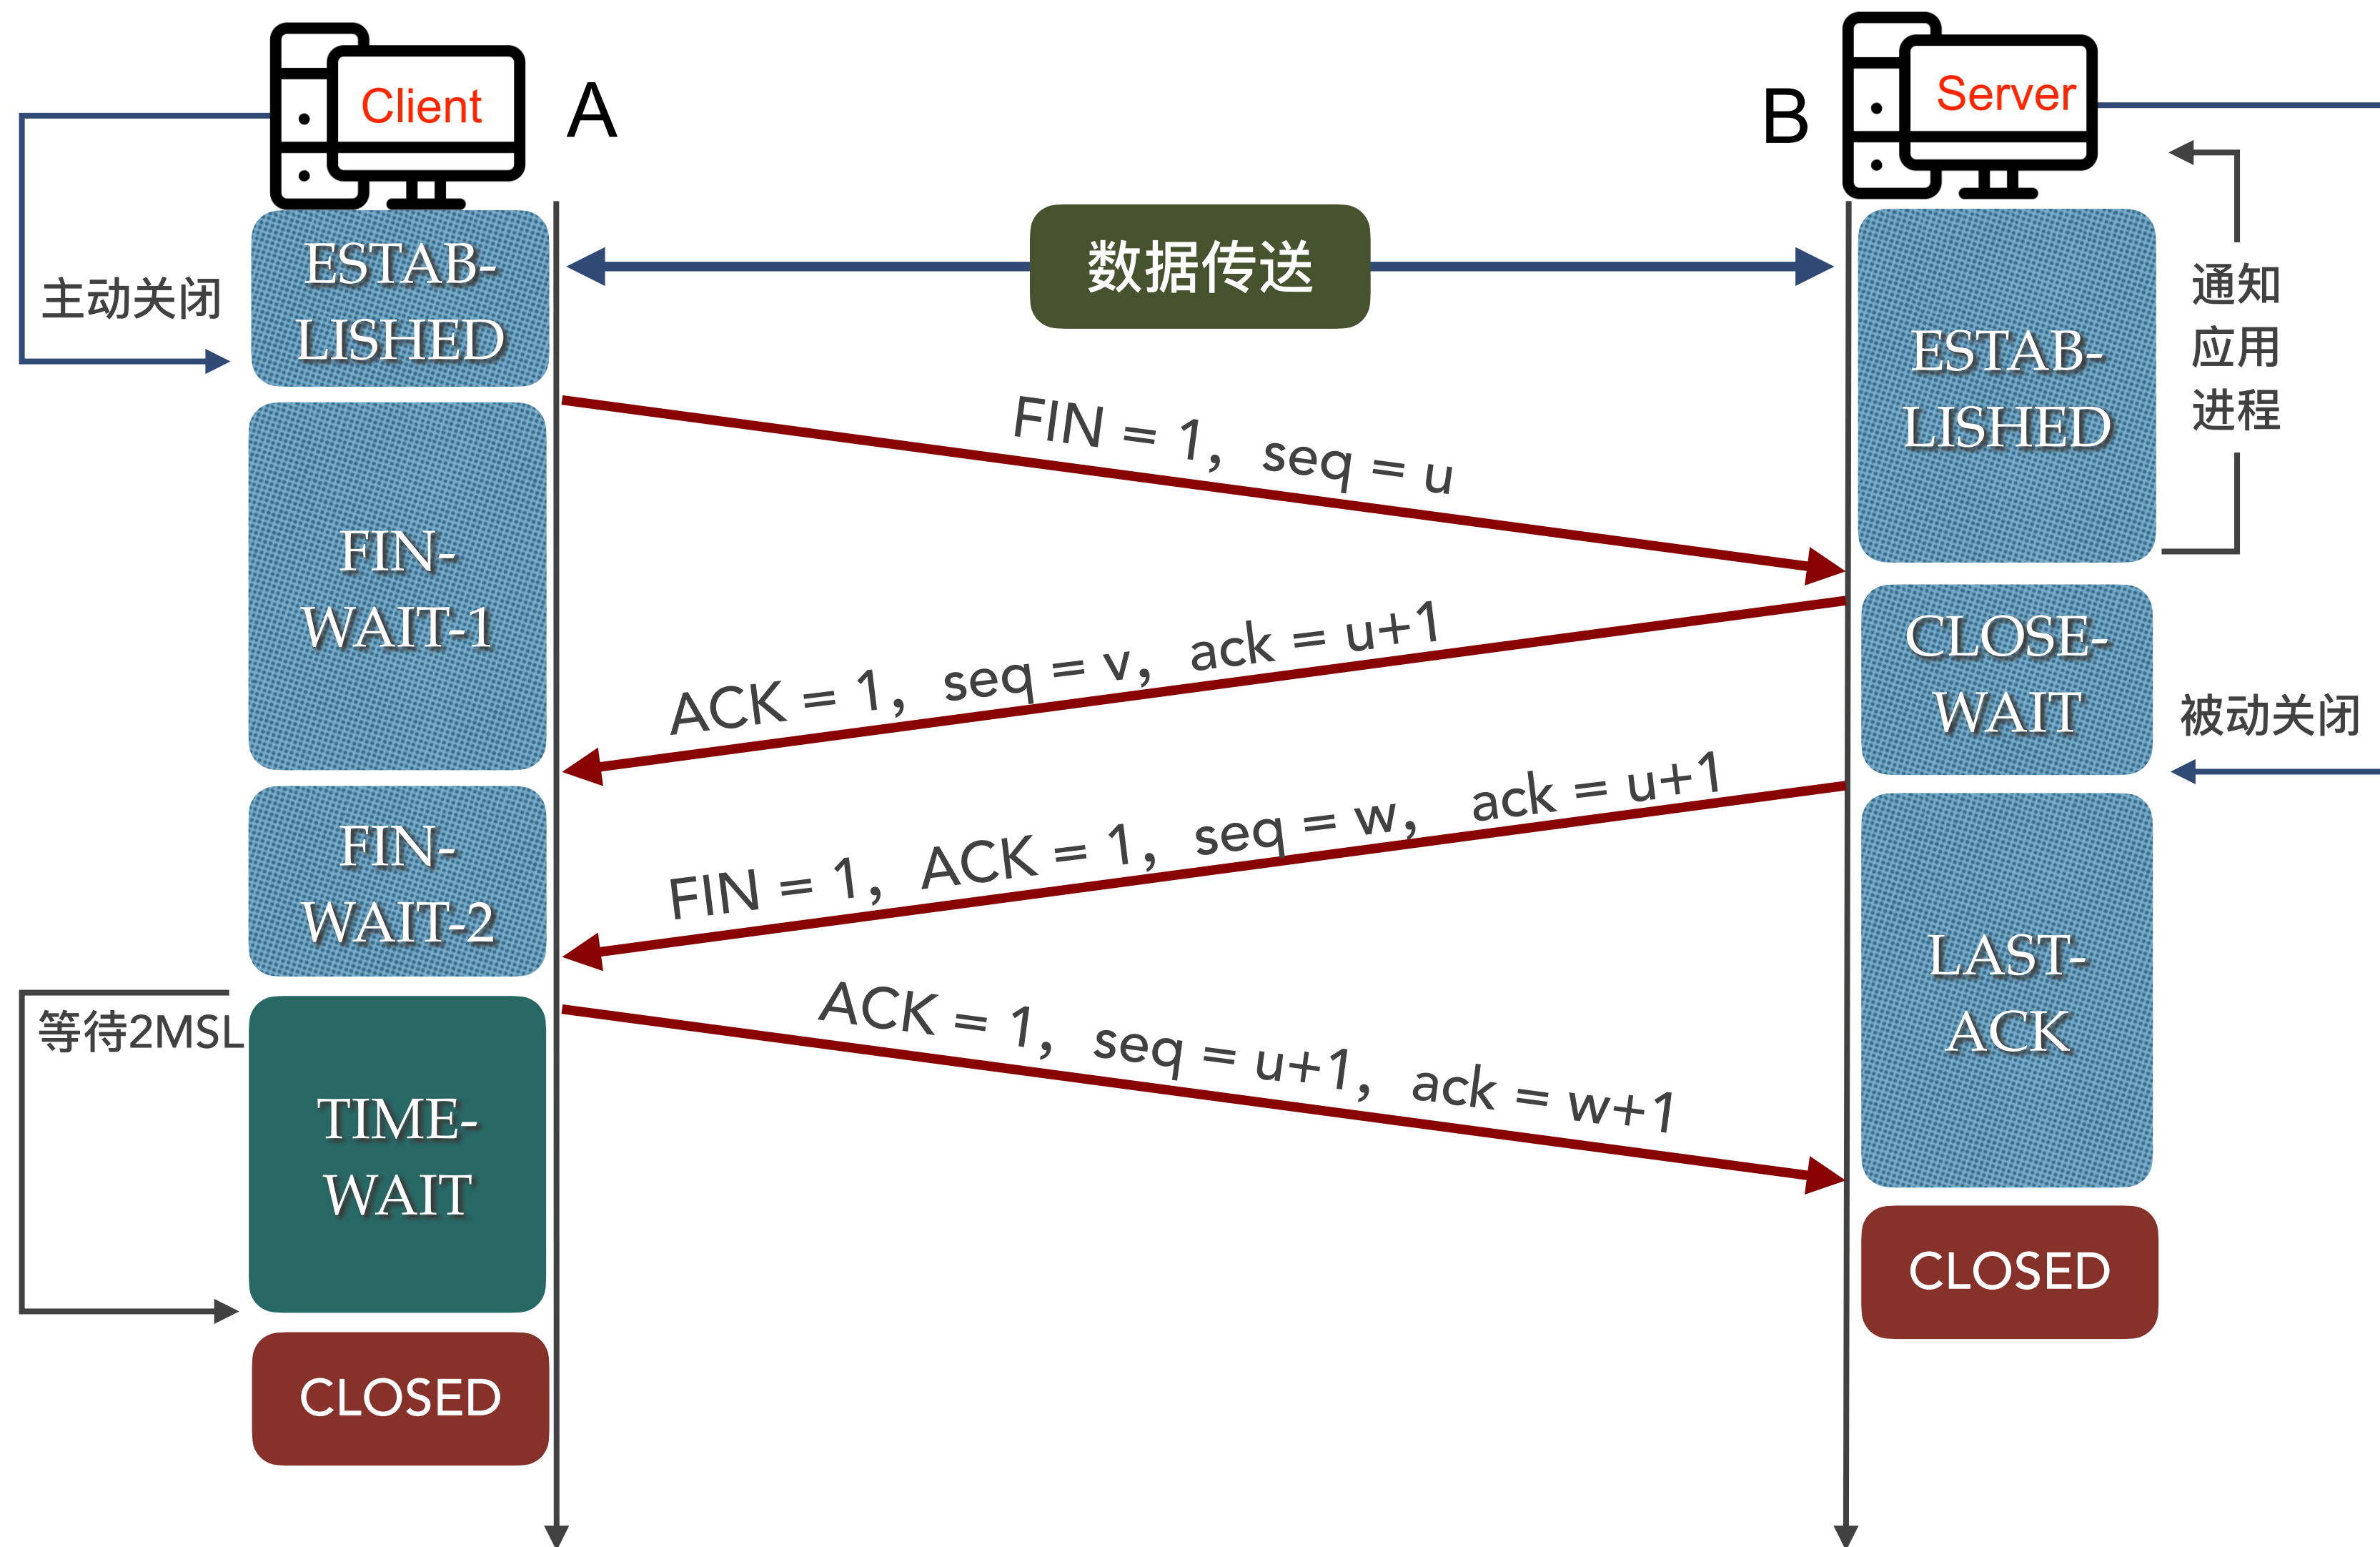 Client
A
B
Server
ESTAB-
LISHED
主动关闭
数据传送
ESTAB-
LISHED
通知
应用
进程
FIN = 1，seq = u
FIN-
WAIT-1
ACK = 1，seq = v，ack = u+1
CLOSE-
WAIT
被动关闭
FIN-
WAIT-2
FIN = 1，ACK = 1，seq = w， ack = u+1
LAST-
ACK
等待2MSL
ACK = 1，seq = u+1，ack = w+1
TIME-
WAIT
CLOSED
CLOSED